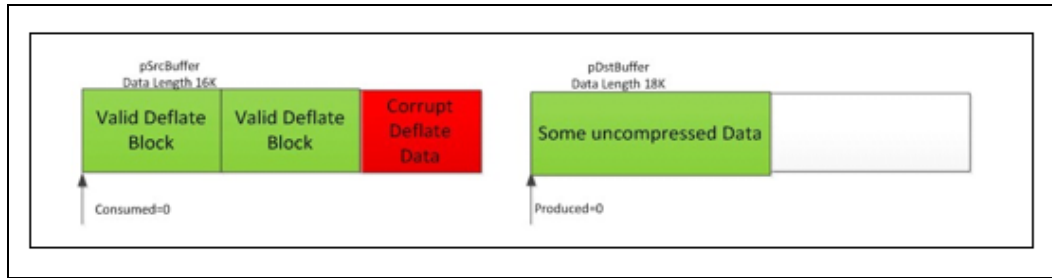 pSrcBuffer
Data Length 16K
Valid Deflate
Block
Valid Deflate
Block
Corrupt
Deflate
Data
Consumed=0
pDstBuffer
Data Length 18K
Some uncompressed Data
Produced=0